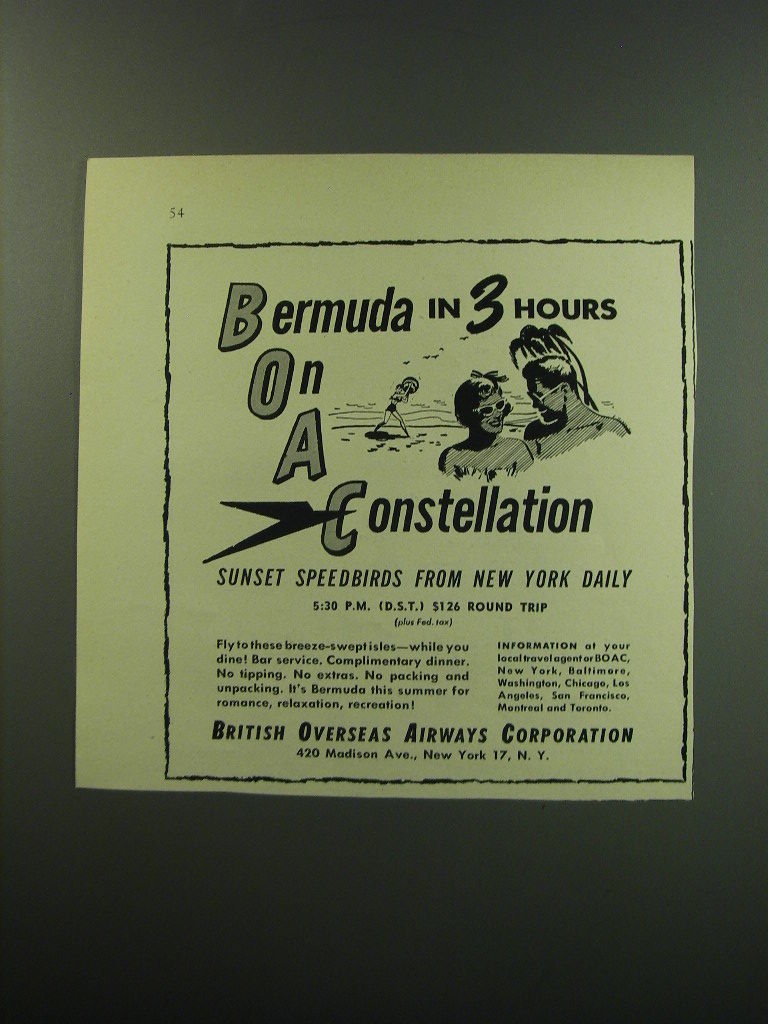 54
Bermuda IN 3 HOURS
On
A
Constellation
SUNSET SPEEDBIRDS FROM NEW YORK DAILY
5:30 P.M. (D.S.T.) $126 ROUND TRIP
(plus Fed. tax)
Fly to these breeze-swept isles—while you
dine! Bar service. Complimentary dinner.
No tipping. No extras. No packing and
unpacking. It's Bermuda this summer for
romance, relaxation, recreation!
INFORMATION at your
local travel agent or BOAC,
New York, Baltimore,
Washington, Chicago, Los
Angeles, San Francisco,
Montreal and Toronto.
BRITISH OVERSEAS AIRWAYS CORPORATION
420 Madison Ave., New York 17, N. Y.